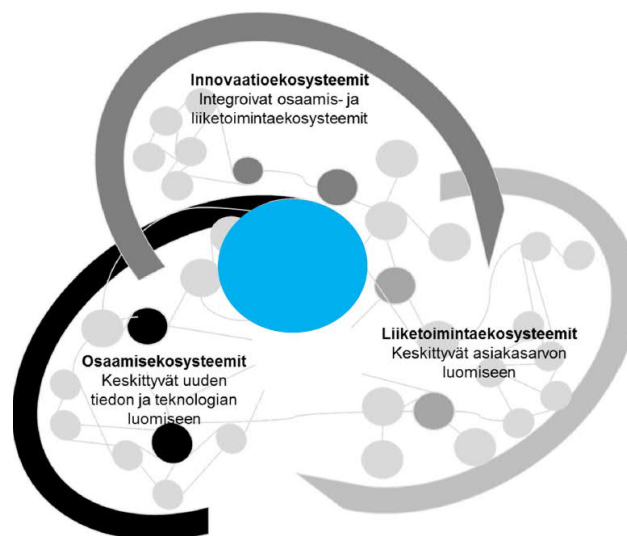 Innovaatioekosysteemit
Integroivat osaamis- ja
liiketoimintaekosysteemit
Liiketoimintaekosysteemit
Keskittyvät asiakasarvon
luomiseen
Osaamisekosysteemit
Keskittyvät uuden
tiedon ja teknologian
luomiseen